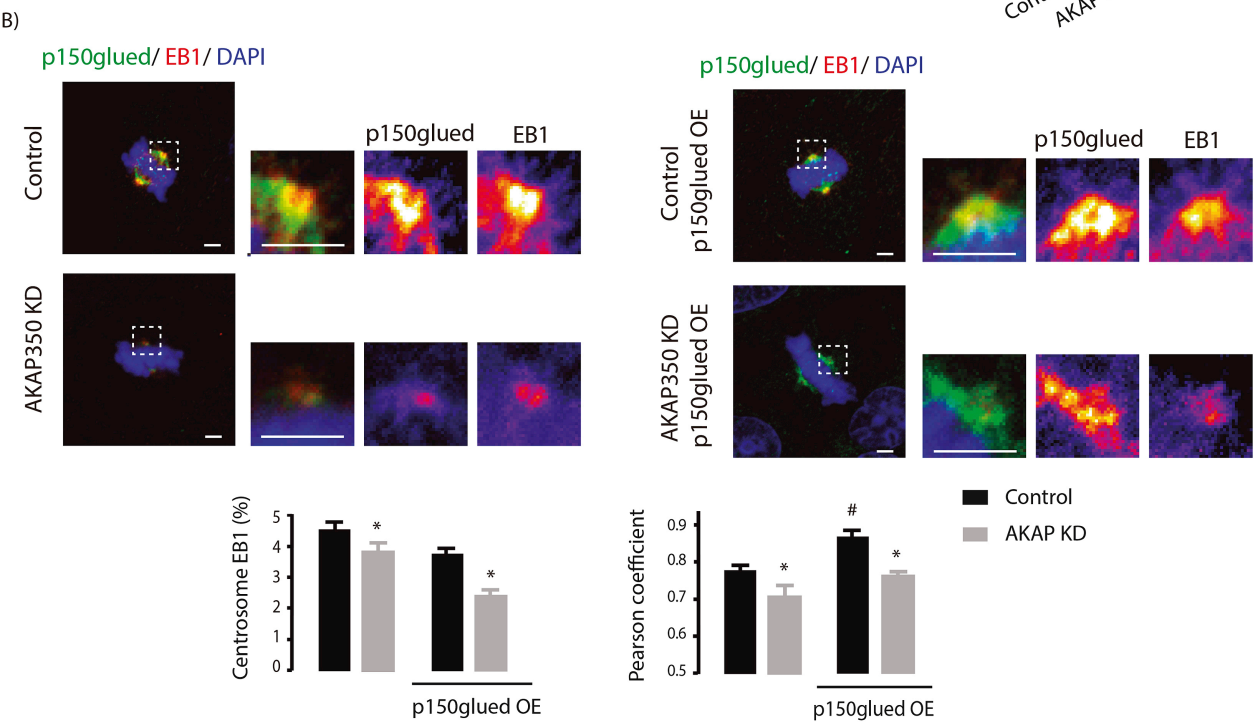 B)
Cont
AKAP
p150glued/ EB1/ DAPI
Control
p150glued
EB1
AKAP350 KD
p150glued/ EB1/ DAPI
Control
p150glued OE
p150glued
EB1
AKAP350 KD
p150glued OE
Centrosome EB1 (%)
5
4
3
2
1
0
*
*
p150glued OE
Pearson coefficient
0.9
0.8
0.7
0.6
0.5
*
#
*
p150glued OE
Control
AKAP KD